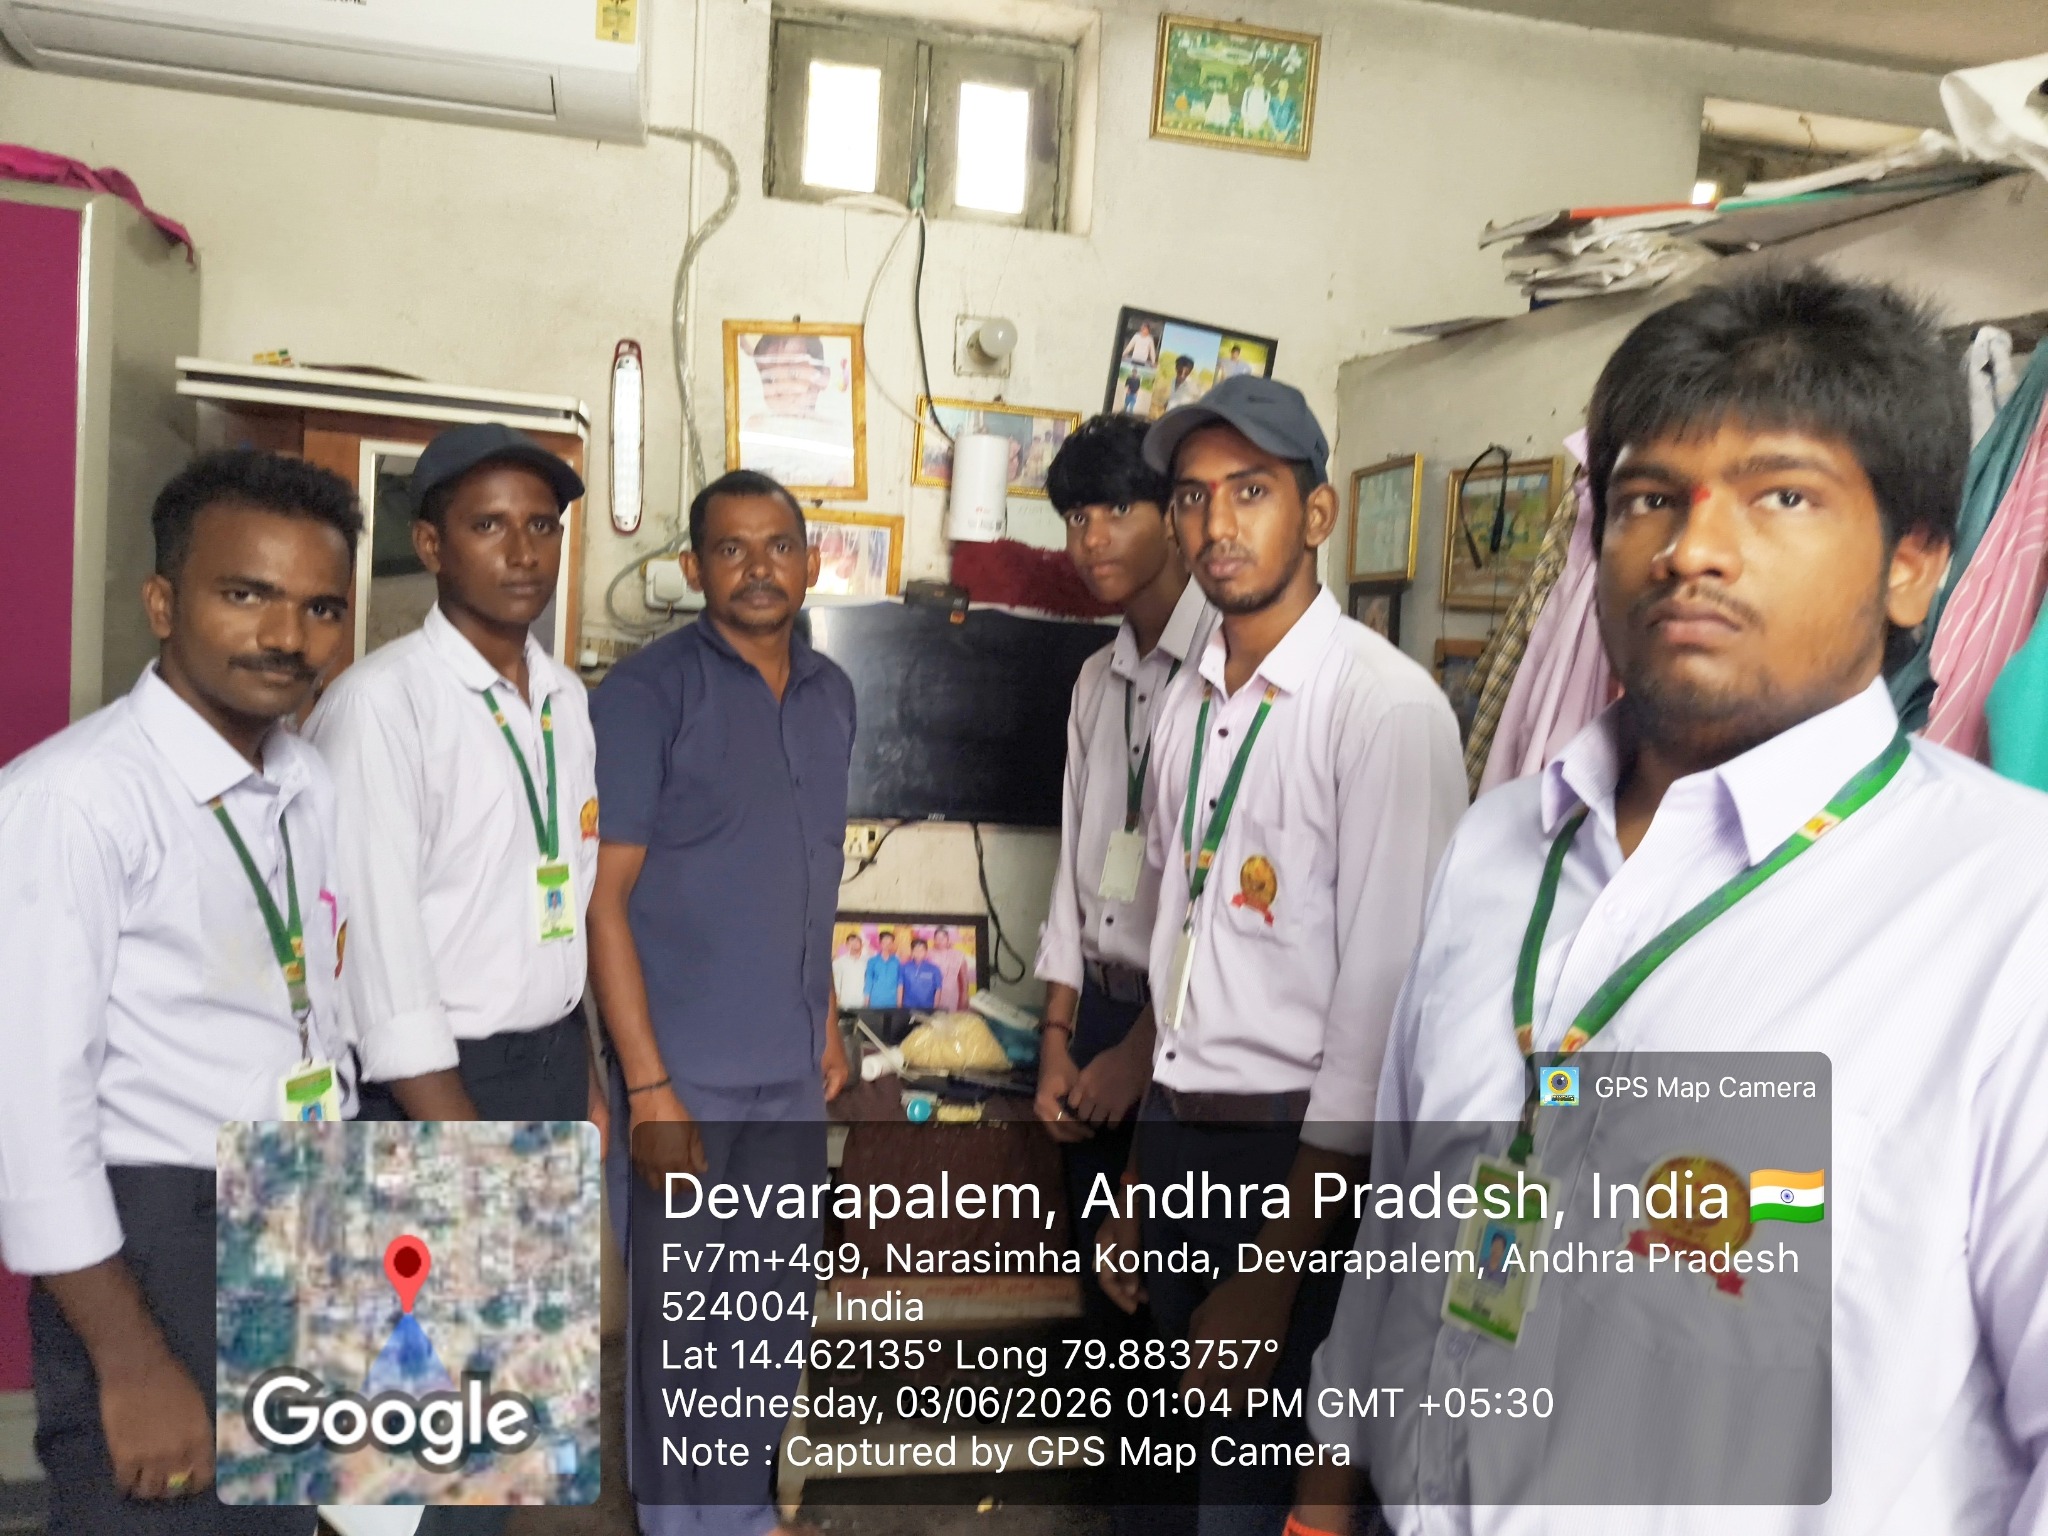 GPS Map Camera
Devarapalem, Andhra Pradesh, India 🇮🇳
Fv7m+4g9, Narasimha Konda, Devarapalem, Andhra Pradesh
524004, India
Lat 14.462135° Long 79.883757°
Wednesday, 03/06/2026 01:04 PM GMT +05:30
Note : Captured by GPS Map Camera
Google